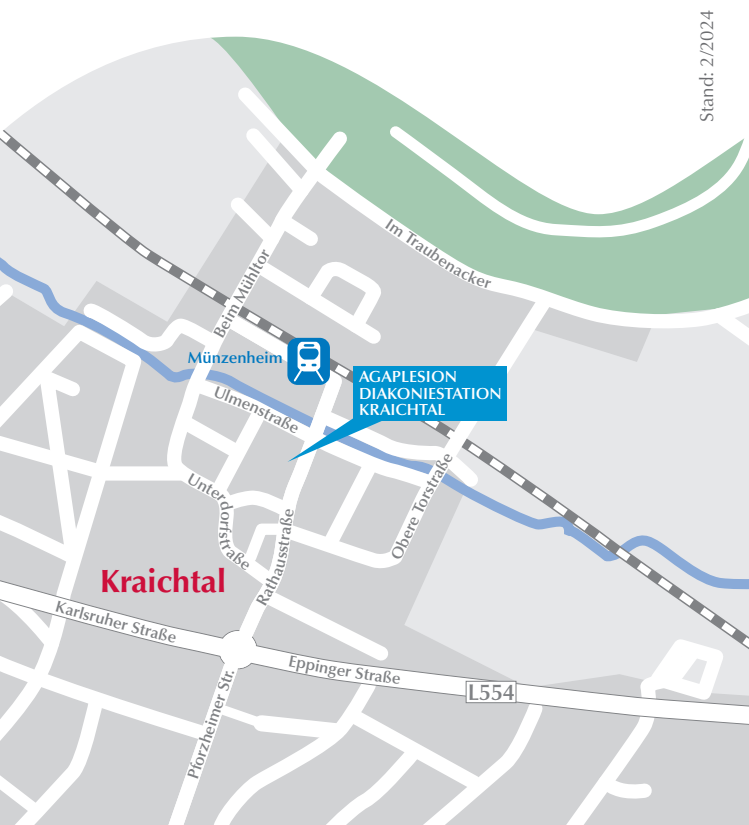 Stand: 2/2024
Im Traubenacker
Beim Mühltor
Münzenheim
AGAPLESION
DIAKONIESTATION
KRAICHTAL
Ulmenstraße
Obere Torstraße
Unterdorfstraße
Rathausstraße
Kraichtal
Karlsruher Straße
Eppinger Straße
L554
Pforzheimer Str.